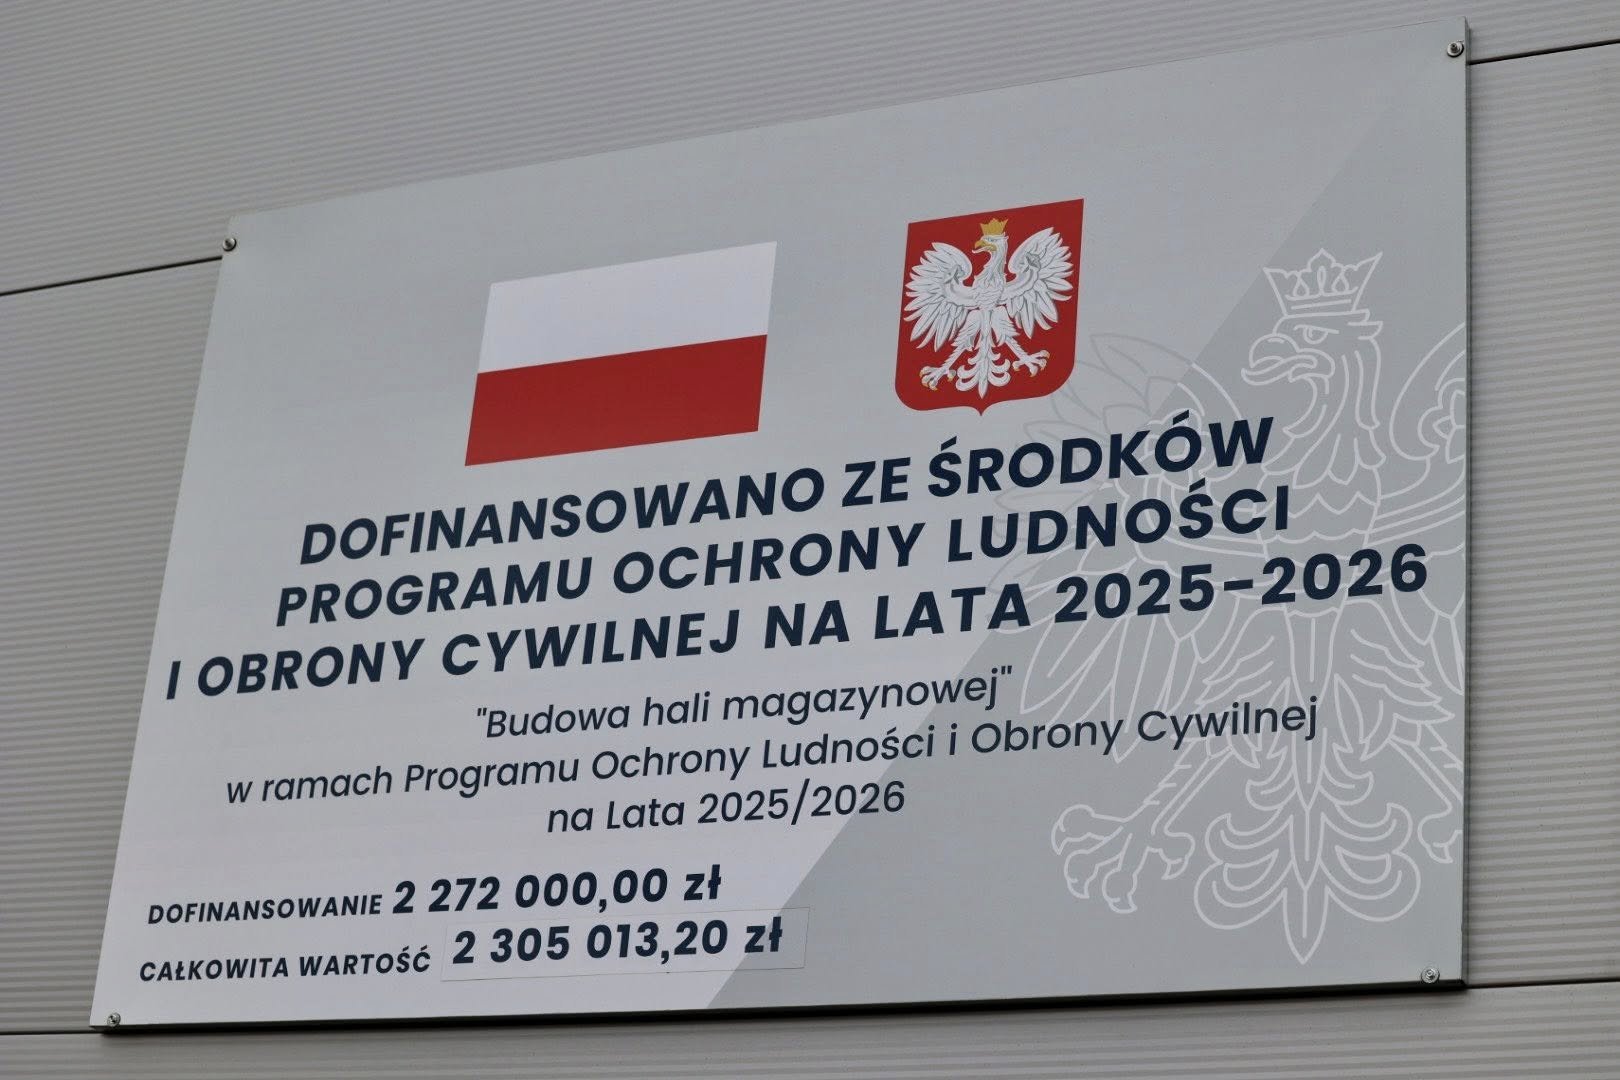 DOFINANSOWANO ZE ŚRODKÓW
PROGRAMU OCHRONY LUDNOŚCI
I OBRONY CYWILNEJ NA LATA 2025-2026
"Budowa hali magazynowej"
w ramach Programu Ochrony Ludności i Obrony Cywilnej
na Lata 2025/2026
DOFINANSOWANIE 2 272 000,00 zł
CAŁKOWITA WARTOŚĆ 2 305 013,20 zł